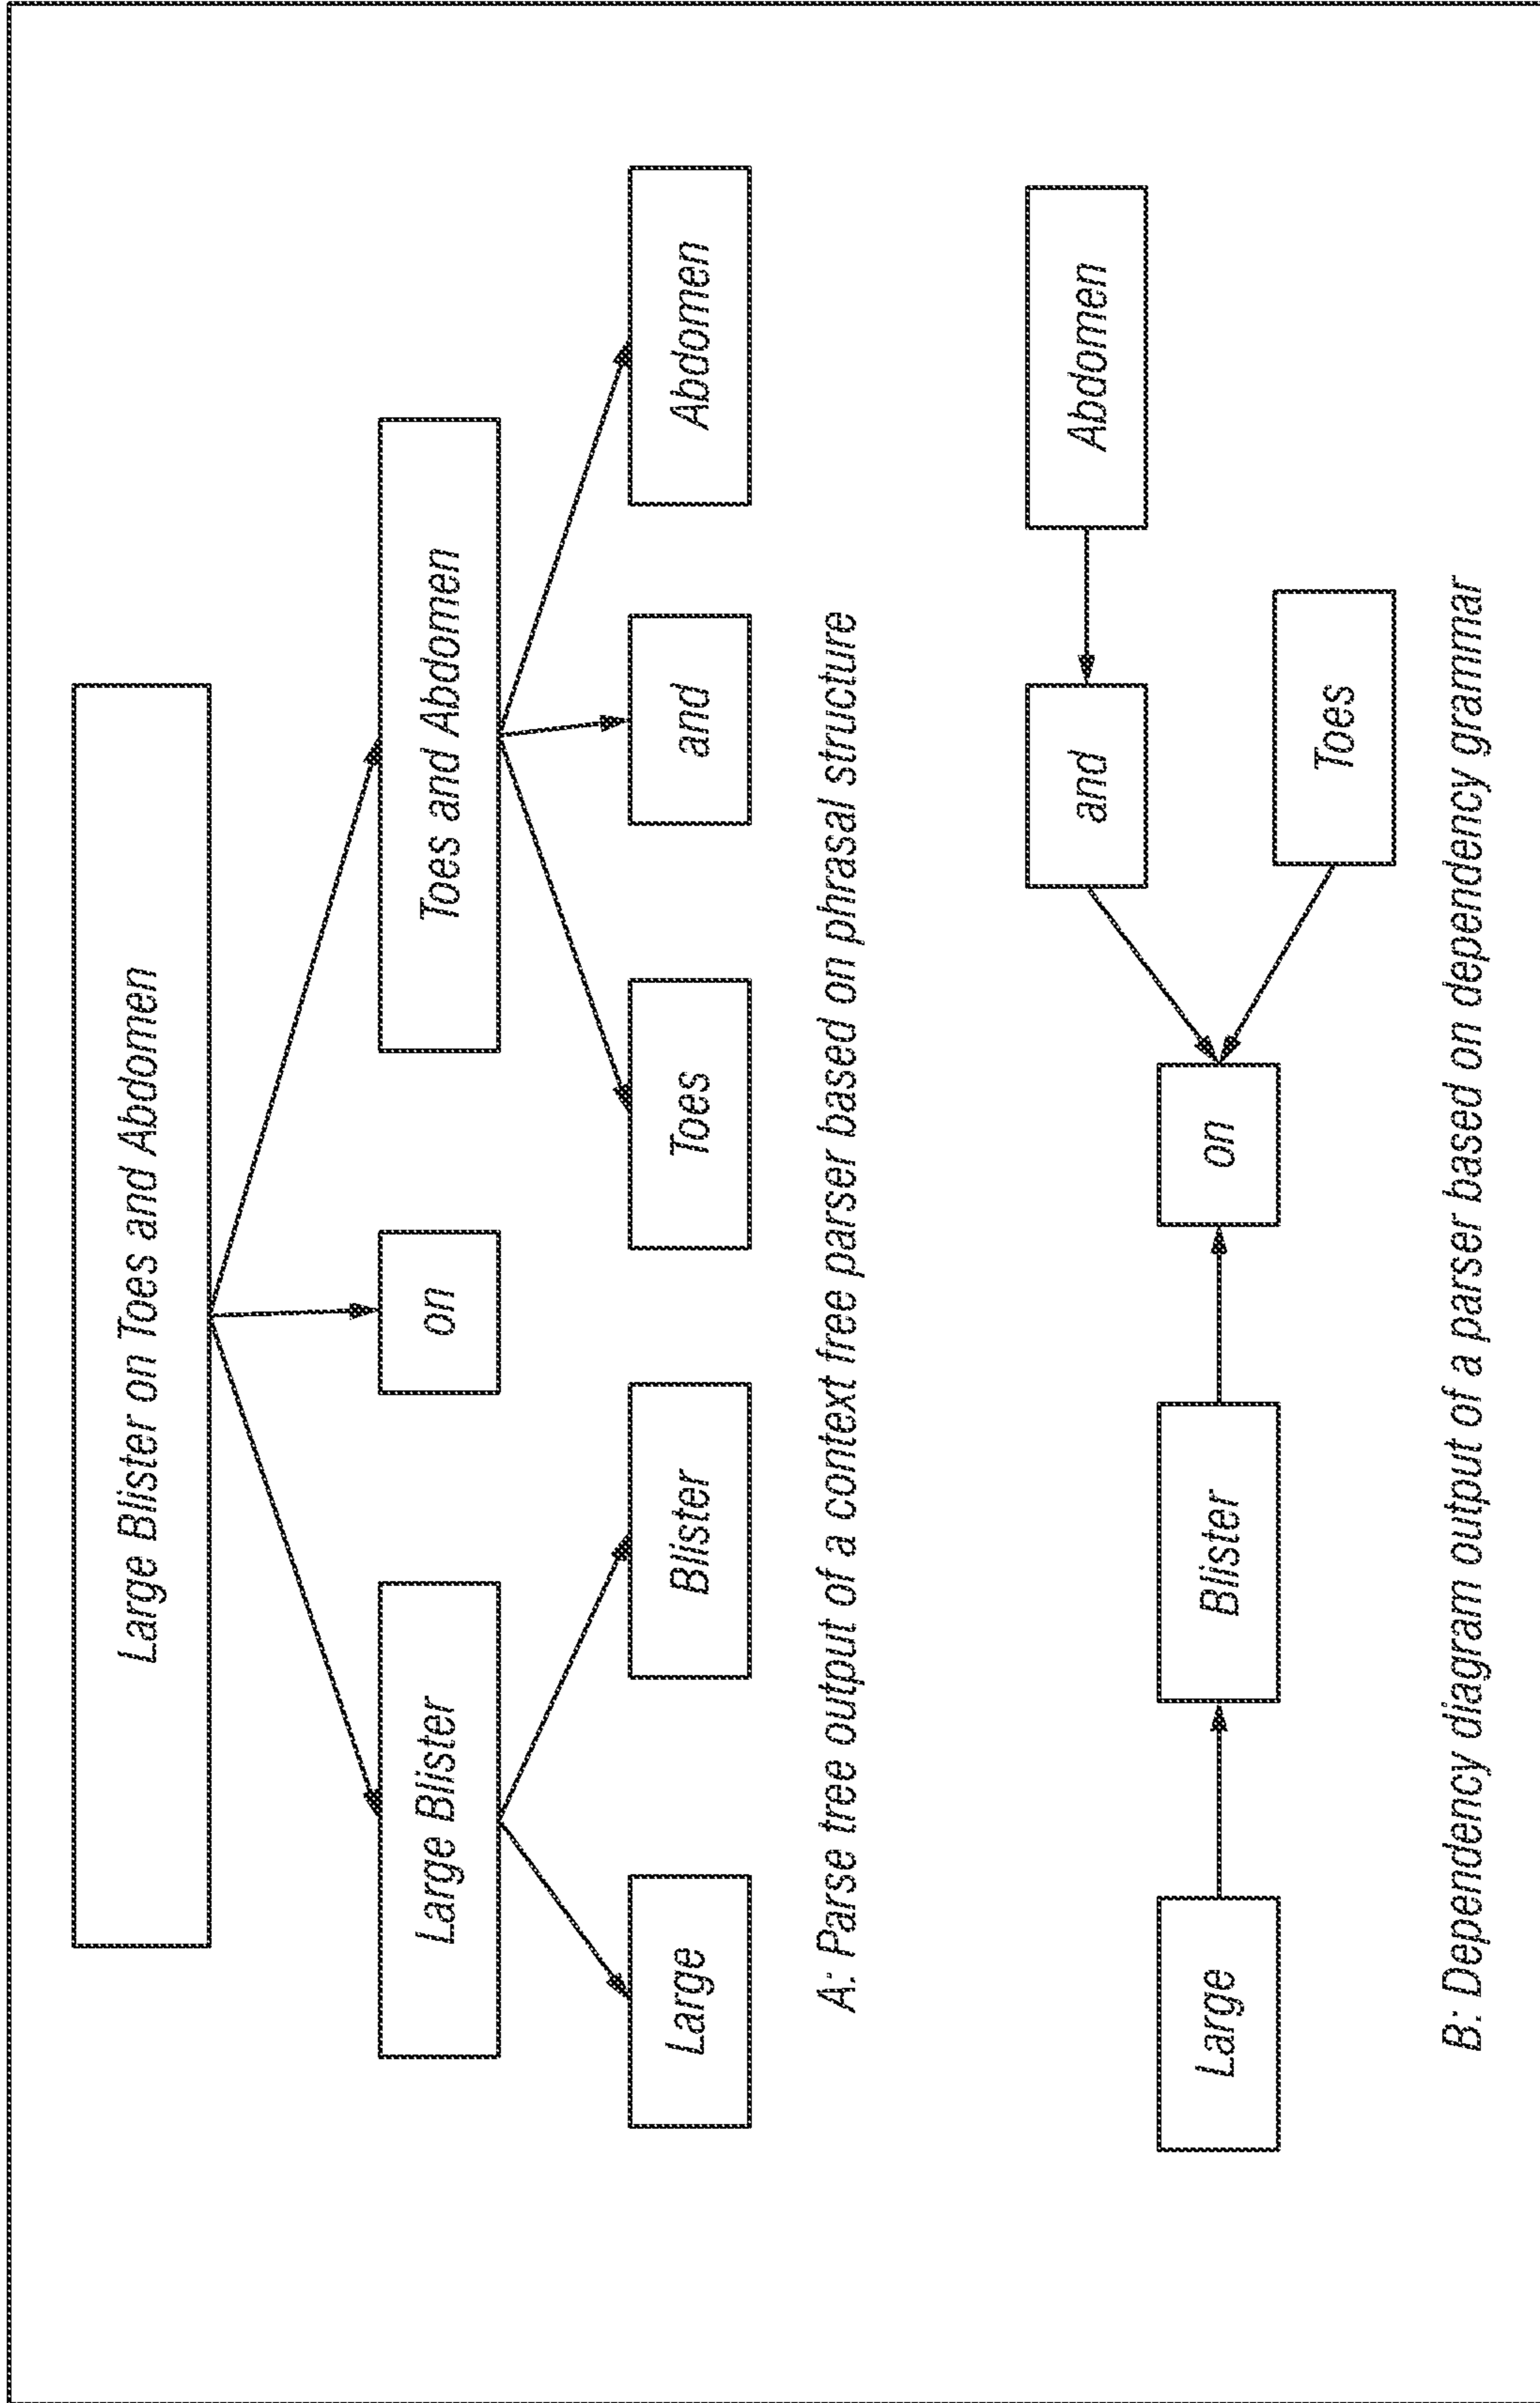 Large Blister on Toes and Abdomen
Large Blister
on
Toes and Abdomen
Large
Blister
Toes
and
Abdomen
A: Parse tree output of a context free parser based on phrasal structure
Large
Blister
on
and
Abdomen
Toes
B: Dependency diagram output of a parser based on dependency grammar